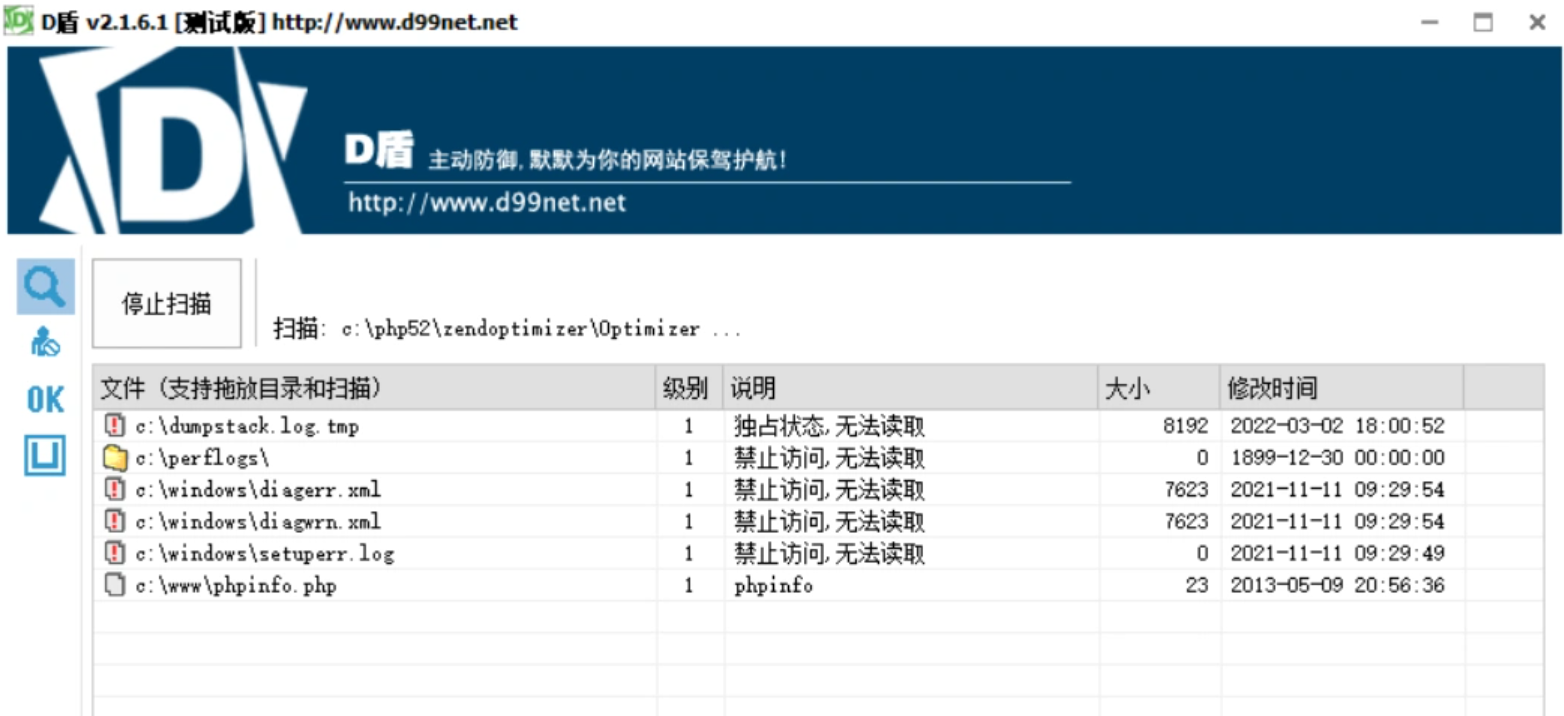 D盾 v2.1.6.1 [测试版] http://www.d99net.net
D盾 主动防御,默默为你的网站保驾护航!
http://www.d99net.net
停止扫描
扫描: c:\php52\zendoptimizer\Optimizer ...
OK
文件 (支持拖放目录和扫描) 级别 说明 大小 修改时间
c:\dumpstack.log.tmp 1 独占状态,无法读取 8192 2022-03-02 18:00:52
c:\perflogs\ 1 禁止访问,无法读取 0 1899-12-30 00:00:00
c:\windows\diagerr.xml 1 禁止访问,无法读取 7623 2021-11-11 09:29:54
c:\windows\diagwrn.xml 1 禁止访问,无法读取 7623 2021-11-11 09:29:54
c:\windows\setuperr.log 1 禁止访问,无法读取 0 2021-11-11 09:29:49
c:\www\phpinfo.php 1 phpinfo 23 2013-05-09 20:56:36